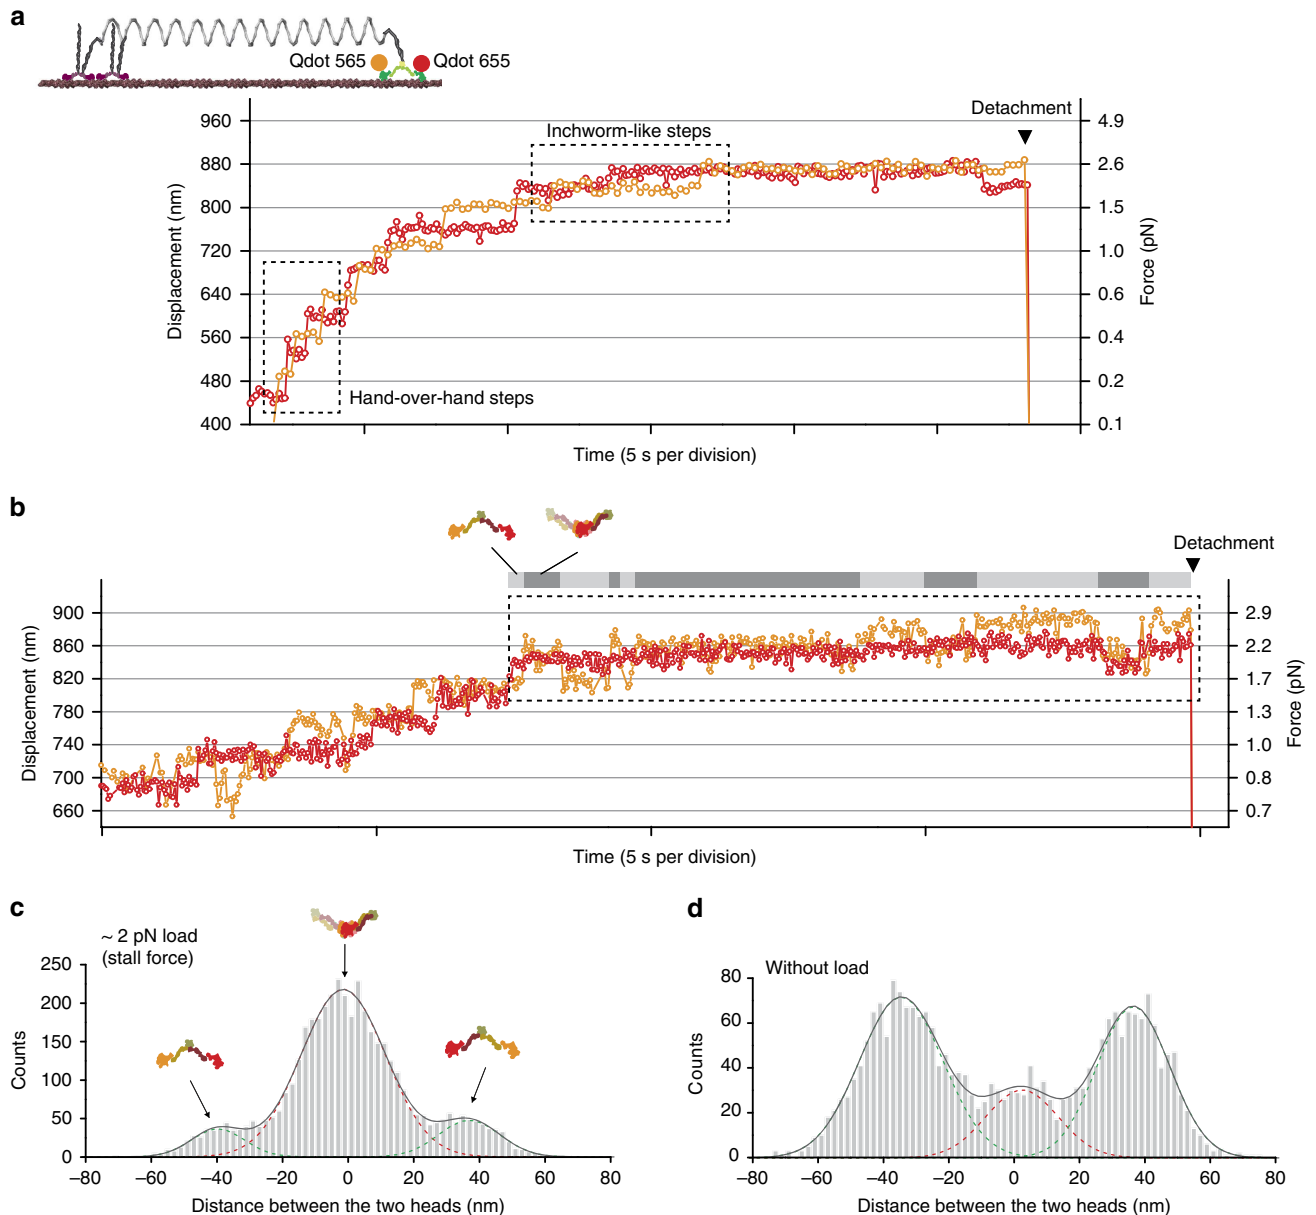 a
Qdot 565
Qdot 655
Detachment
Inchworm-like steps
Hand-over-hand steps
Displacement (nm)
960
880
800
720
640
560
480
400
Force (pN)
4.9
2.6
1.5
1.0
0.6
0.4
0.2
0.1
Time (5 s per division)
b
Detachment
Displacement (nm)
900
860
820
780
740
700
660
Force (pN)
2.9
2.2
1.7
1.3
1.0
0.8
0.7
Time (5 s per division)
c
~ 2 pN load
(stall force)
Counts
250
200
150
100
50
0
−80 −60 −40 −20 0 20 40 60 80
Distance between the two heads (nm)
d
Without load
Counts
80
60
40
20
0
−80 −60 −40 −20 0 20 40 60 80
Distance between the two heads (nm)